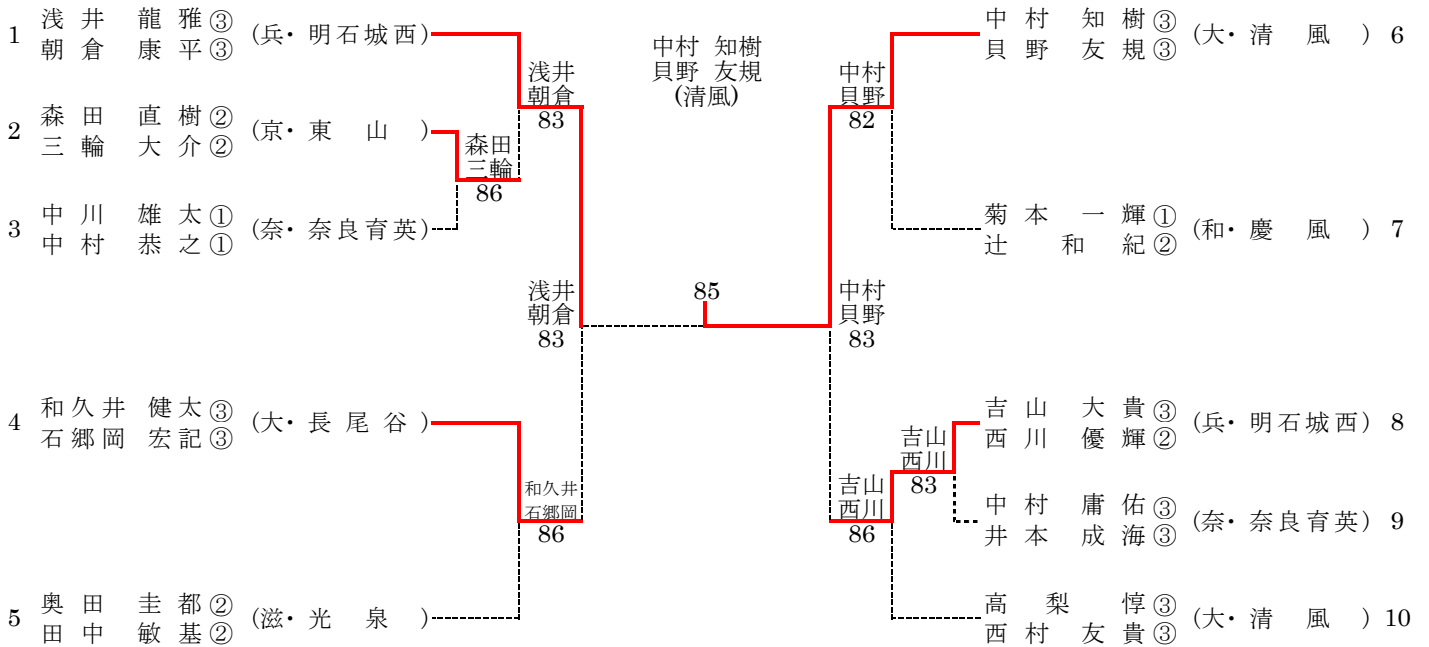 1 浅井 龍雅③ (兵・明石城西)
朝倉 康平③
2 森田 直樹② (京・東山)
三輪 大介②
3 中川 雄太① (奈・奈良育英)
中村 恭之①
4 和久井 健太③ (大・長尾谷)
石郷岡 宏記③
5 奥田 圭都② (滋・光泉)
田中 敏基②
森田
三輪
86
浅井
朝倉
83
和久井
石郷岡
86
浅井
朝倉
83
中村 知樹
貝野 友規
(清風)
85
中村
貝野
82
中村
貝野
83
吉山
西川
86
吉山
西川
83
中村 知樹③ (大・清風) 6
貝野 友規③
菊本 一輝① (和・慶風) 7
辻 和紀②
吉山 大貴③ (兵・明石城西) 8
西川 優輝②
中村 庸佑③ (奈・奈良育英) 9
井本 成海③
高梨 惇③ (大・清風) 10
西村 友貴③